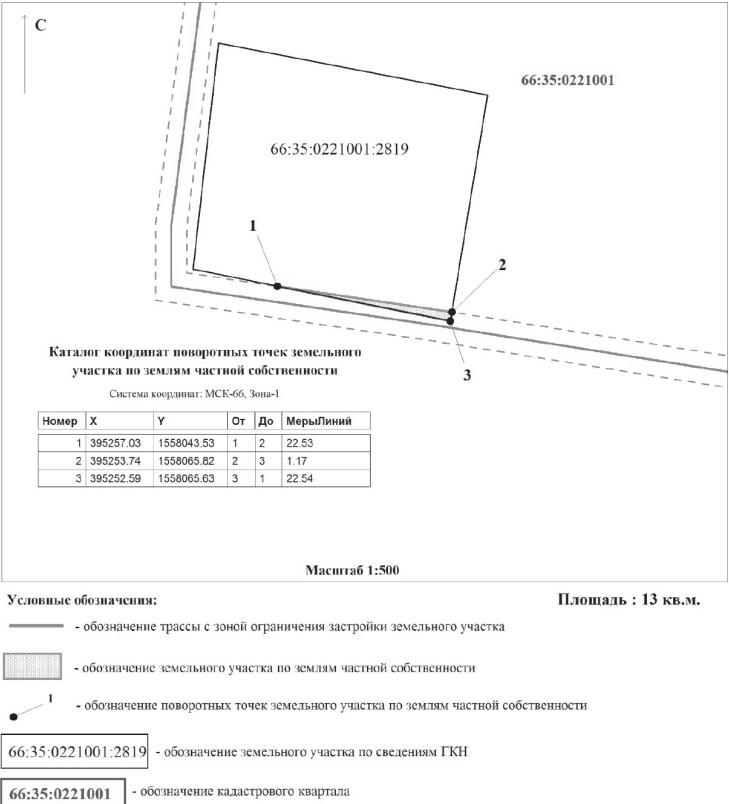 С
66:35:0221001
66:35:0221001:2819
1
2
3
Каталог координат поворотных точек земельного
участка по землям частной собственности
Система координат: МСК-66, Зона-1
Номер X Y От До МерыЛиний
1 395257.03 1558043.53 1 2 22.53
2 395253.74 1558065.82 2 3 1.17
3 395252.59 1558065.63 3 1 22.54
Масштаб 1:500
Условные обозначения:
Площадь : 13 кв.м.
- обозначение трассы с зоной ограничения застройки земельного участка
- обозначение земельного участка по землям частной собственности
1 - обозначение поворотных точек земельного участка по землям частной собственности
66:35:0221001:2819 - обозначение земельного участка по сведениям ГКН
66:35:0221001 - обозначение кадастрового квартала